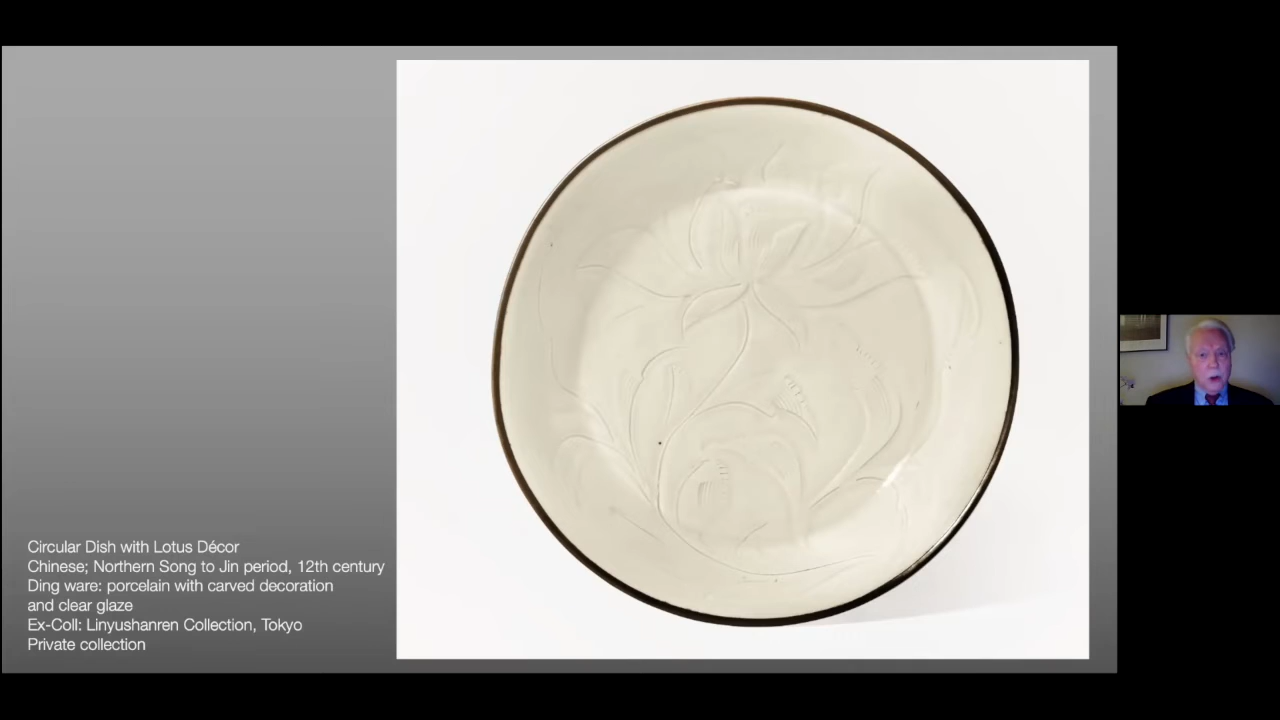 Circular Dish with Lotus Décor
Chinese; Northern Song to Jin period, 12th century
Ding ware: porcelain with carved decoration
and clear glaze
Ex-Coll: Linyushanren Collection, Tokyo
Private collection